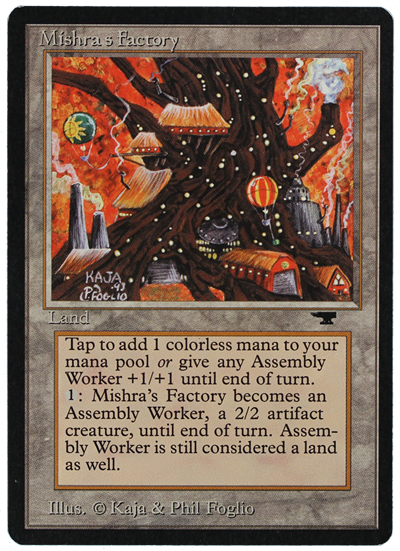 Mishra's Factory
KAJA
'93
P. FOGLIO
Land
Tap to add 1 colorless mana to your
mana pool or give any Assembly
Worker +1/+1 until end of turn.
1: Mishra's Factory becomes an
Assembly Worker, a 2/2 artifact
creature, until end of turn. Assem-
bly Worker is still considered a land
as well.
Illus. © Kaja & Phil Foglio